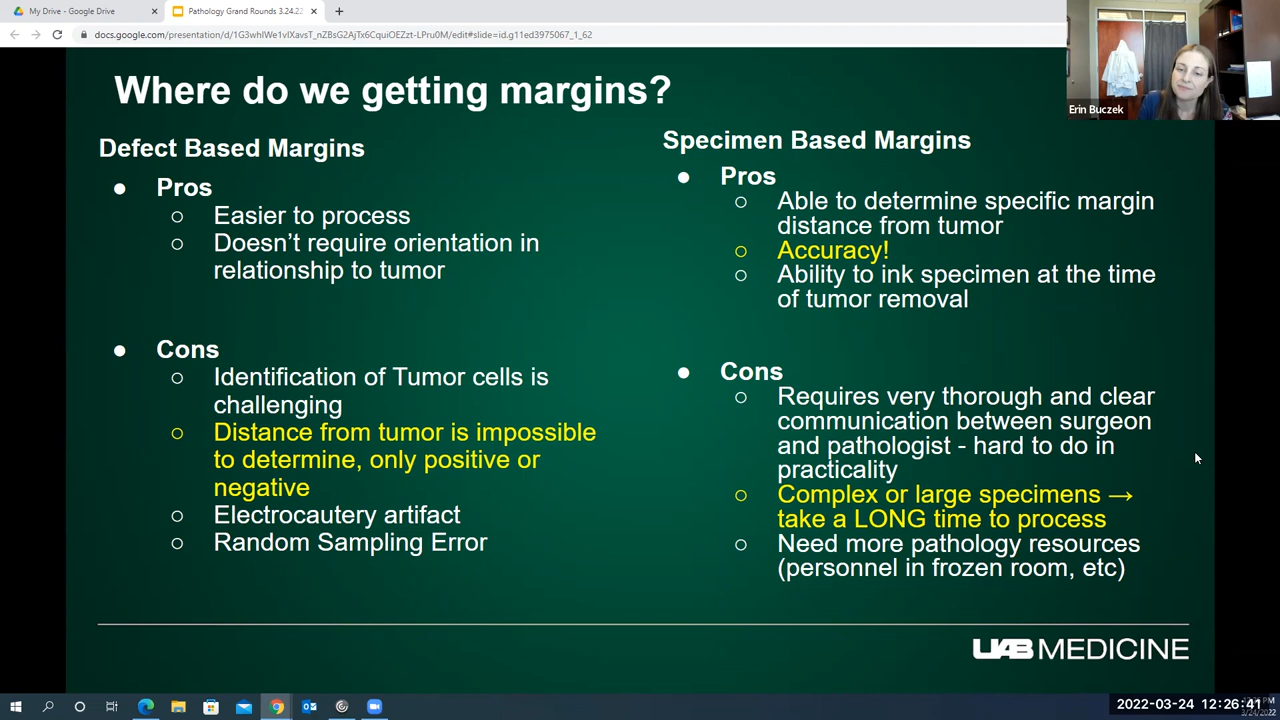 My Drive - Google Drive
Pathology Grand Rounds 3.24.22
docs.google.com/presentation/d/1G3whIWe1vIXavsT_nZBsG2AjTx6CquiOEZzt-LPru0M/edit#slide=id.g11ed3975067_1_62
Erin Buczek
Where do we getting margins?
Defect Based Margins
● Pros
○ Easier to process
○ Doesn’t require orientation in
relationship to tumor
● Cons
○ Identification of Tumor cells is
challenging
○ Distance from tumor is impossible
to determine, only positive or
negative
○ Electrocautery artifact
○ Random Sampling Error
Specimen Based Margins
● Pros
○ Able to determine specific margin
distance from tumor
○ Accuracy!
○ Ability to ink specimen at the time
of tumor removal
● Cons
○ Requires very thorough and clear
communication between surgeon
and pathologist - hard to do in
practicality
○ Complex or large specimens →
take a LONG time to process
○ Need more pathology resources
(personnel in frozen room, etc)
UAB MEDICINE
2022-03-24 12:26:41